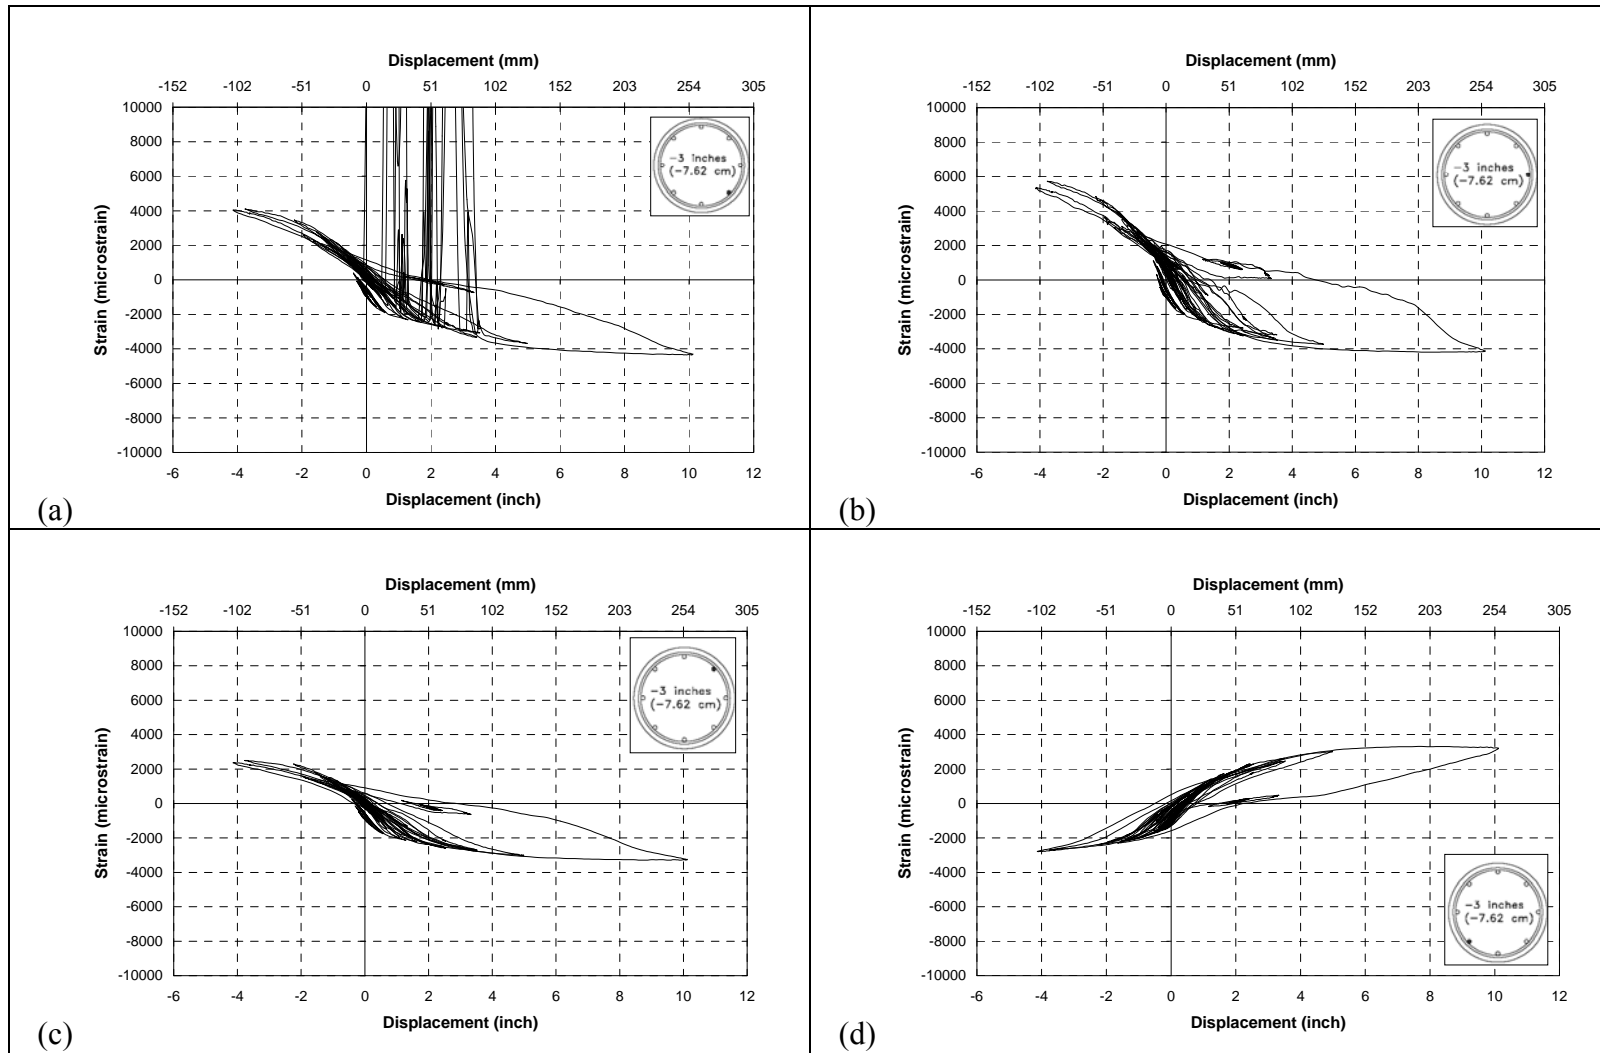 Displacement (mm)
-152 -102 -51 0 51 102 152 203 254 305
10000
8000
6000
4000
2000
0
-2000
-4000
-6000
-8000
-10000
Strain (microstrain)
-3 inches
(-7.62 cm)
-6 -4 -2 0 2 4 6 8 10 12
Displacement (inch)
(a)
Displacement (mm)
-152 -102 -51 0 51 102 152 203 254 305
10000
8000
6000
4000
2000
0
-2000
-4000
-6000
-8000
-10000
Strain (microstrain)
-3 inches
(-7.62 cm)
-6 -4 -2 0 2 4 6 8 10 12
Displacement (inch)
(b)
Displacement (mm)
-152 -102 -51 0 51 102 152 203 254 305
10000
8000
6000
4000
2000
0
-2000
-4000
-6000
-8000
-10000
Strain (microstrain)
-3 inches
(-7.62 cm)
-6 -4 -2 0 2 4 6 8 10 12
Displacement (inch)
(c)
Displacement (mm)
-152 -102 -51 0 51 102 152 203 254 305
10000
8000
6000
4000
2000
0
-2000
-4000
-6000
-8000
-10000
Strain (microstrain)
-3 inches
(-7.62 cm)
-6 -4 -2 0 2 4 6 8 10 12
Displacement (inch)
(d)